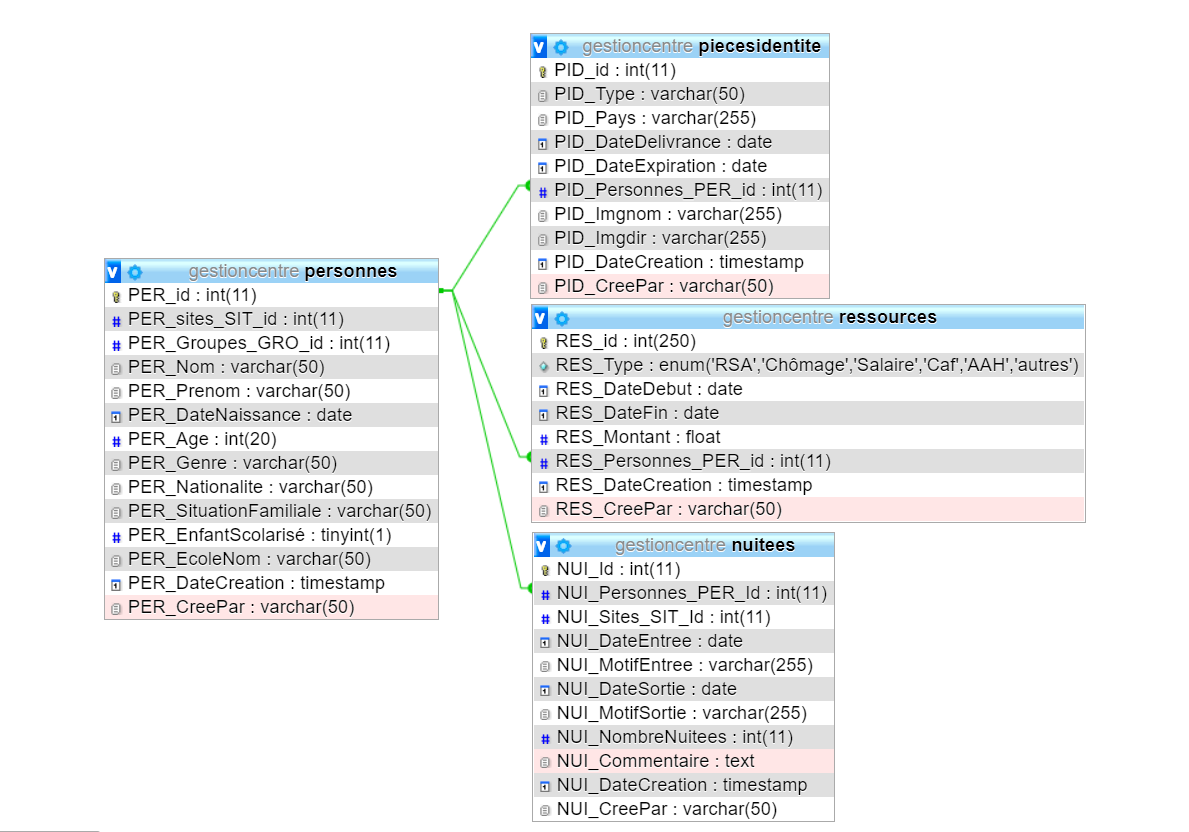 gestioncentre personnes
PER_id : int(11)
PER_sites_SIT_id : int(11)
PER_Groupes_GRO_id : int(11)
PER_Nom : varchar(50)
PER_Prenom : varchar(50)
PER_DateNaissance : date
PER_Age : int(20)
PER_Genre : varchar(50)
PER_Nationalite : varchar(50)
PER_SituationFamiliale : varchar(50)
PER_EnfantScolarisé : tinyint(1)
PER_EcoleNom : varchar(50)
PER_DateCreation : timestamp
PER_CreePar : varchar(50)
gestioncentre piecesidentite
PID_id : int(11)
PID_Type : varchar(50)
PID_Pays : varchar(255)
PID_DateDelivrance : date
PID_DateExpiration : date
PID_Personnes_PER_id : int(11)
PID_Imgnom : varchar(255)
PID_Imgdir : varchar(255)
PID_DateCreation : timestamp
PID_CreePar : varchar(50)
gestioncentre ressources
RES_id : int(250)
RES_Type : enum('RSA','Chômage','Salaire','Caf','AAH','autres')
RES_DateDebut : date
RES_DateFin : date
RES_Montant : float
RES_Personnes_PER_id : int(11)
RES_DateCreation : timestamp
RES_CreePar : varchar(50)
gestioncentre nuitees
NUI_Id : int(11)
NUI_Personnes_PER_Id : int(11)
NUI_Sites_SIT_Id : int(11)
NUI_DateEntree : date
NUI_MotifEntree : varchar(255)
NUI_DateSortie : date
NUI_MotifSortie : varchar(255)
NUI_NombreNuitees : int(11)
NUI_Commentaire : text
NUI_DateCreation : timestamp
NUI_CreePar : varchar(50)